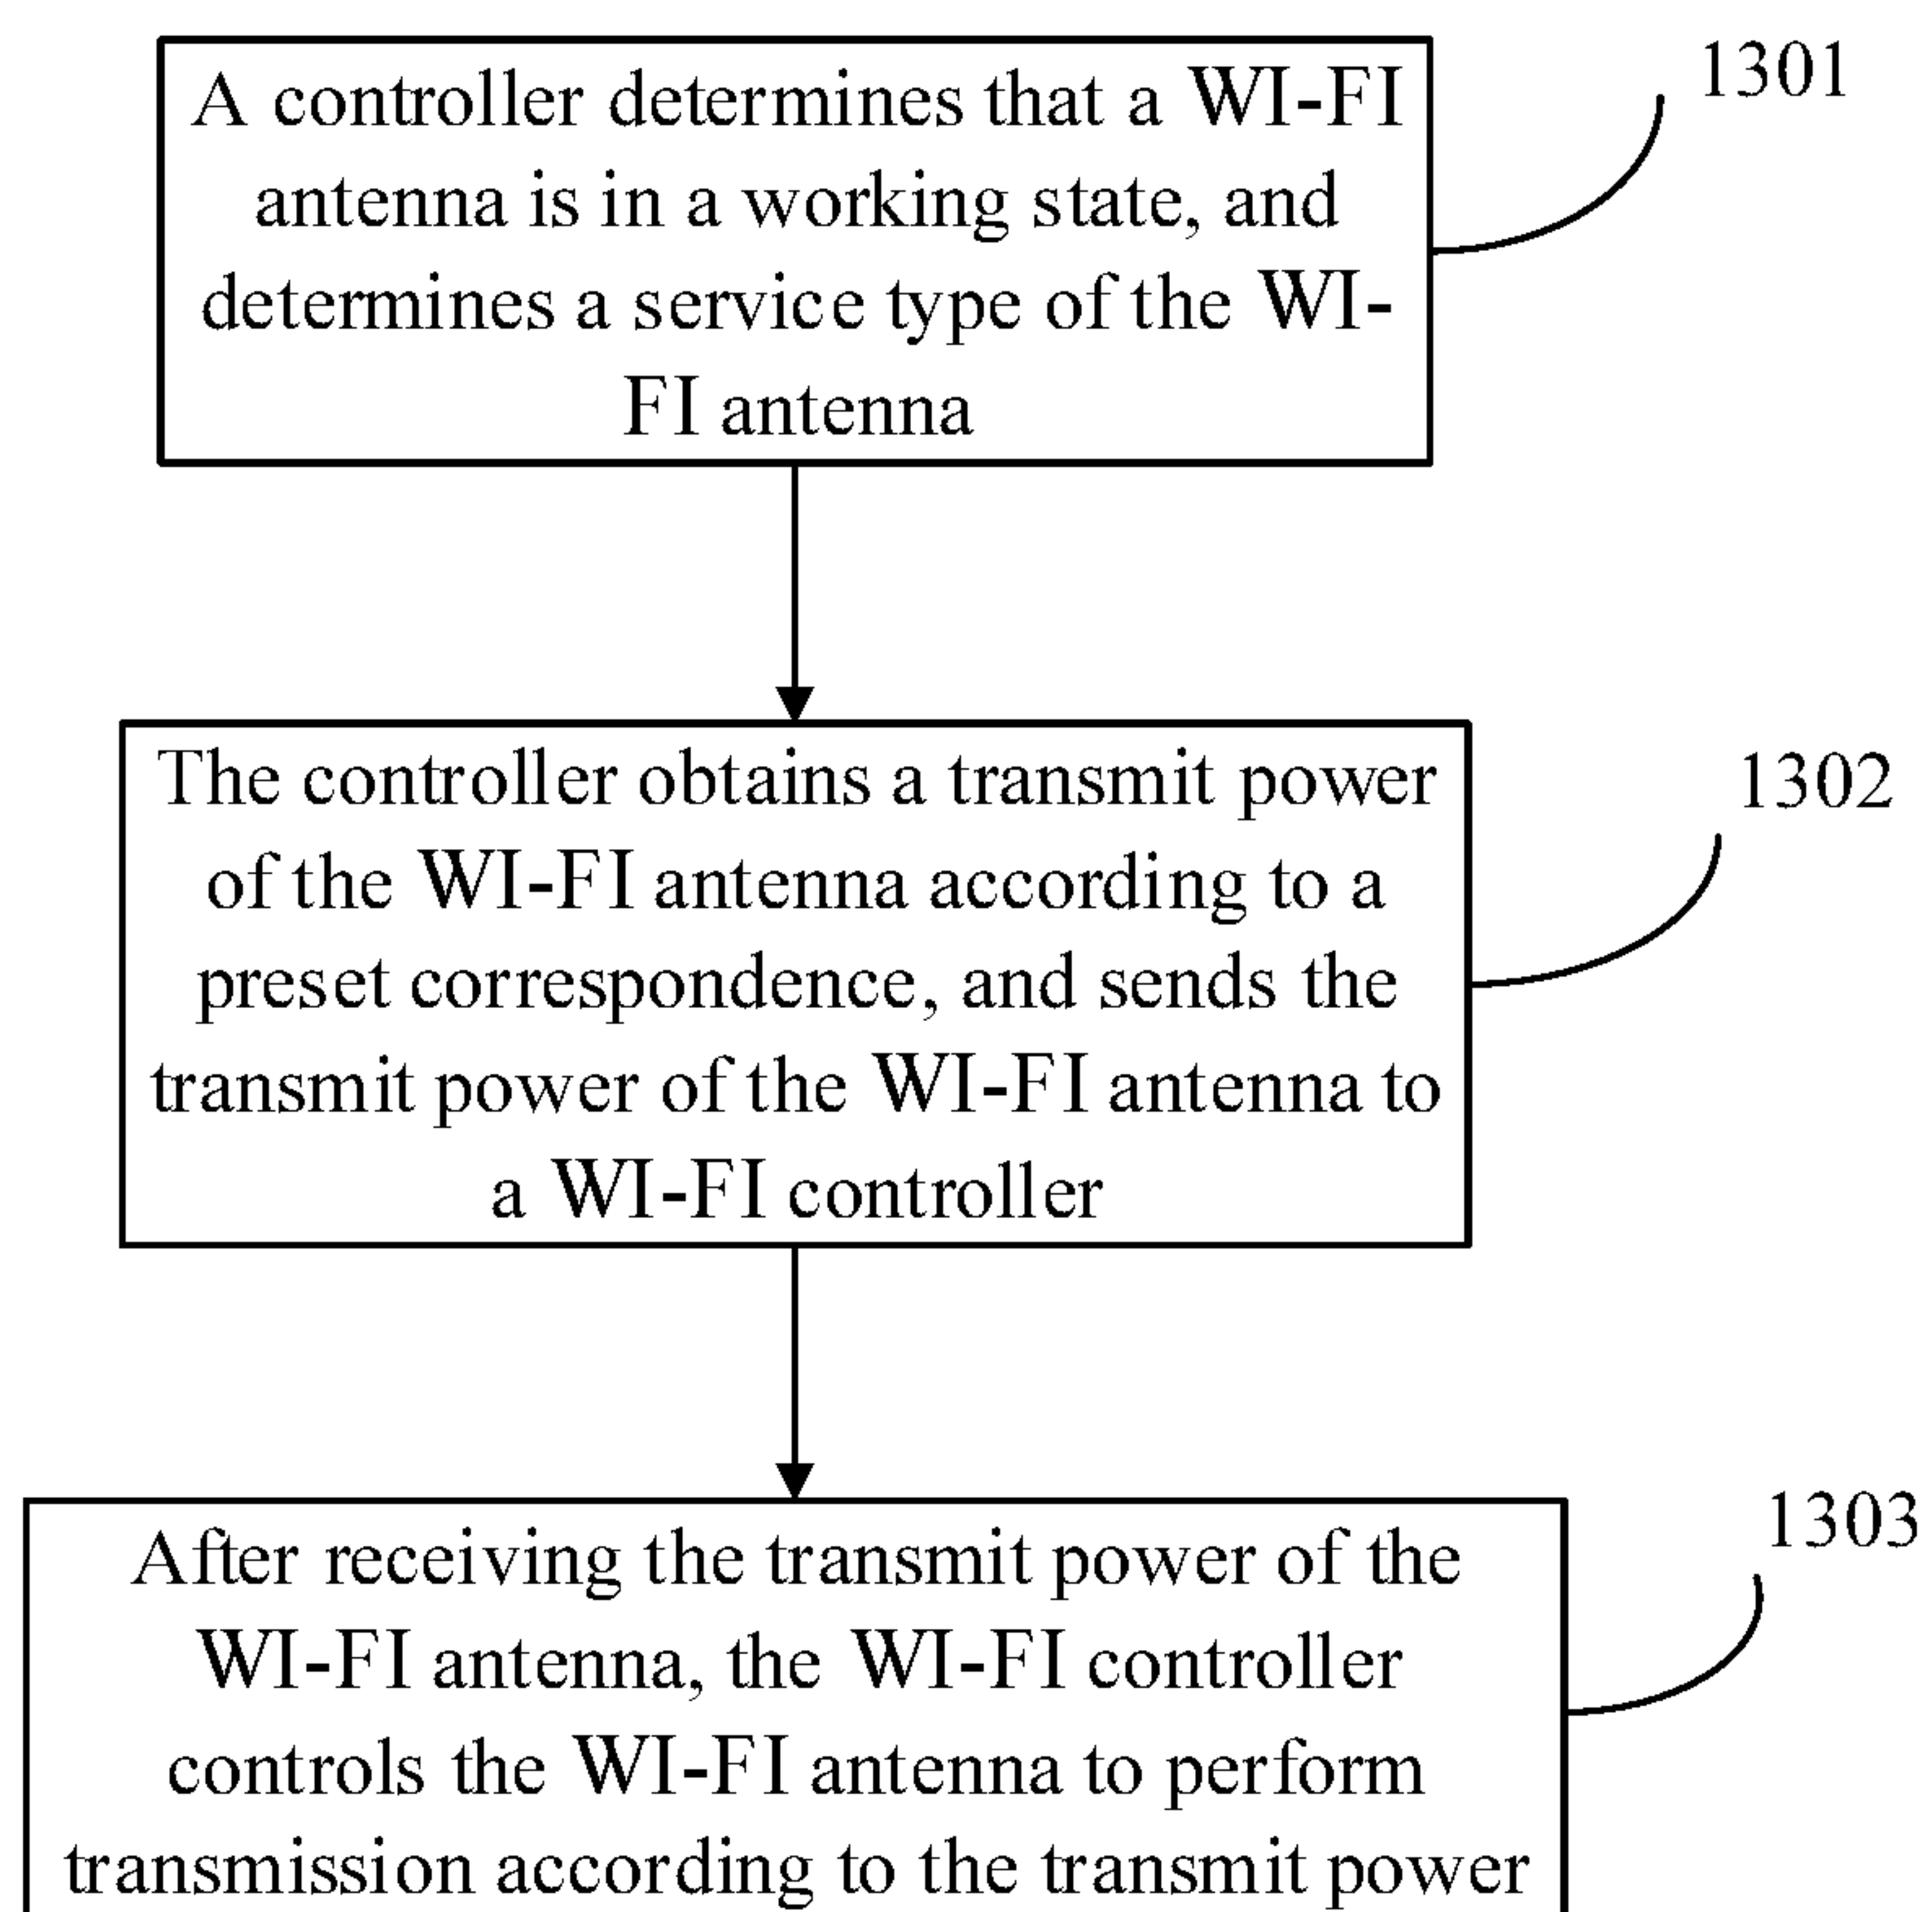 A controller determines that a WI-FI
antenna is in a working state, and
determines a service type of the WI-
FI antenna
1301
The controller obtains a transmit power
of the WI-FI antenna according to a
preset correspondence, and sends the
transmit power of the WI-FI antenna to
a WI-FI controller
1302
After receiving the transmit power of the
WI-FI antenna, the WI-FI controller
controls the WI-FI antenna to perform
transmission according to the transmit power
1303